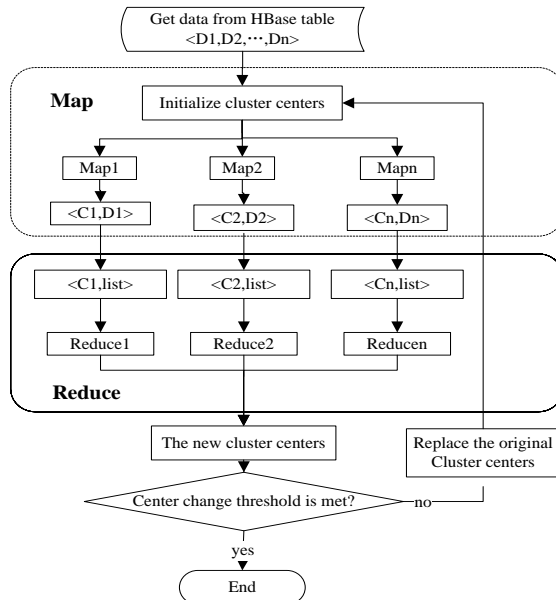 Get data from HBase table
<D1,D2,⋯,Dn>
Map
Initialize cluster centers
Map1
Map2
Mapn
<C1,D1>
<C2,D2>
<Cn,Dn>
<C1,list>
<C2,list>
<Cn,list>
Reduce1
Reduce2
Reducen
Reduce
The new cluster centers
Replace the original
Cluster centers
Center change threshold is met?
no
yes
End